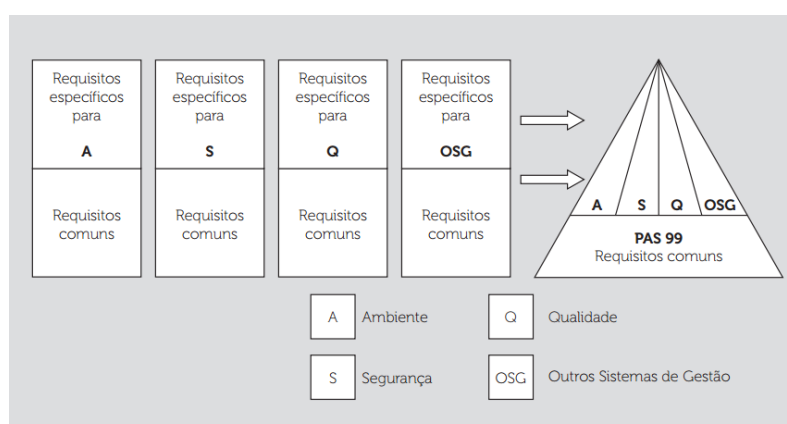 Requisitos
específicos
para
A
Requisitos
comuns
Requisitos
específicos
para
S
Requisitos
comuns
Requisitos
específicos
para
Q
Requisitos
comuns
Requisitos
específicos
para
OSG
Requisitos
comuns
A S Q OSG
PAS 99
Requisitos comuns
A Ambiente
Q Qualidade
S Segurança
OSG Outros Sistemas de Gestão